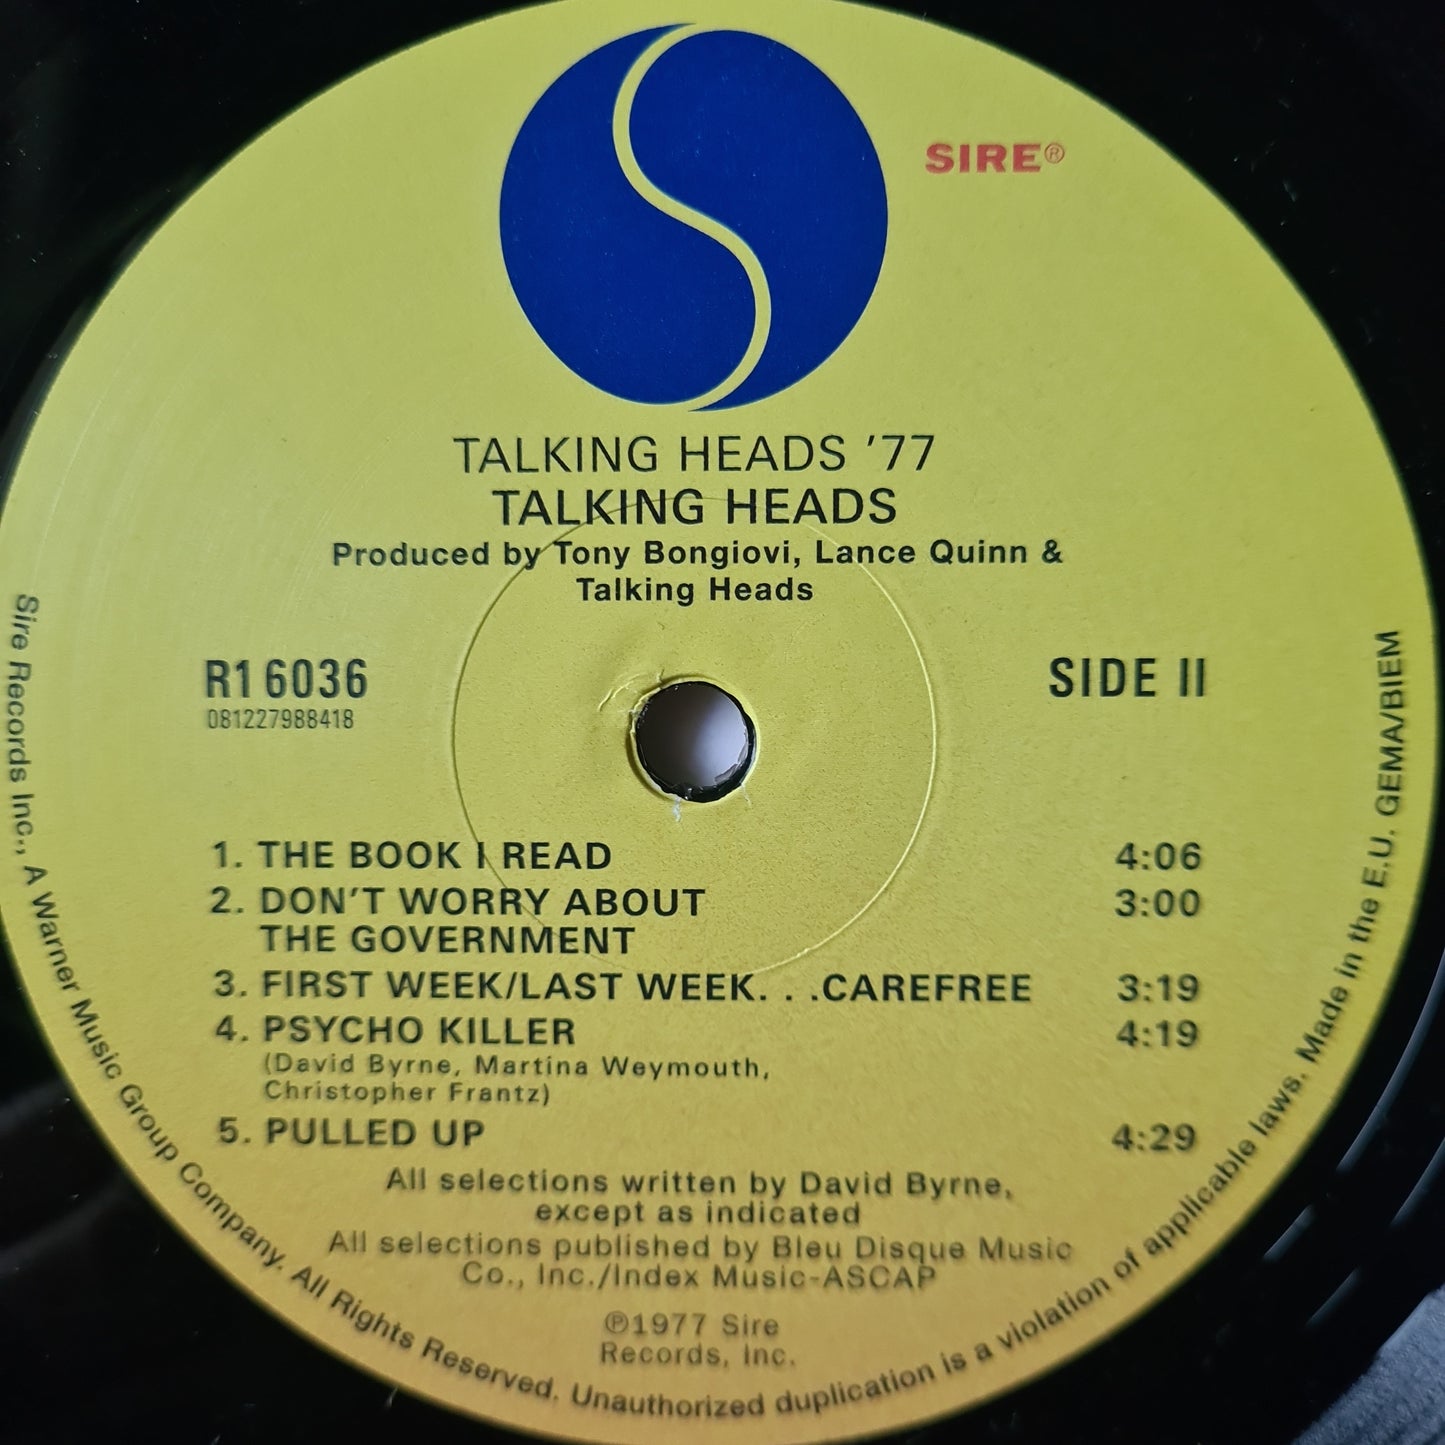 SIRE®
TALKING HEADS '77
TALKING HEADS
Produced by Tony Bongiovi, Lance Quinn &
Talking Heads
R1 6036
081227988418
SIDE II
1. THE BOOK I READ 4:06
2. DON'T WORRY ABOUT 3:00
THE GOVERNMENT
3. FIRST WEEK/LAST WEEK. . .CAREFREE 3:19
4. PSYCHO KILLER 4:19
(David Byrne, Martina Weymouth,
Christopher Frantz)
5. PULLED UP 4:29
All selections written by David Byrne,
except as indicated
All selections published by Bleu Disque Music
Co., Inc./Index Music-ASCAP
℗1977 Sire
Records, Inc.
Sire Records Inc., A Warner Music Group Company. All Rights Reserved. Unauthorized duplication is a violation of applicable laws. Made in the E.U. GEMA/BIEM